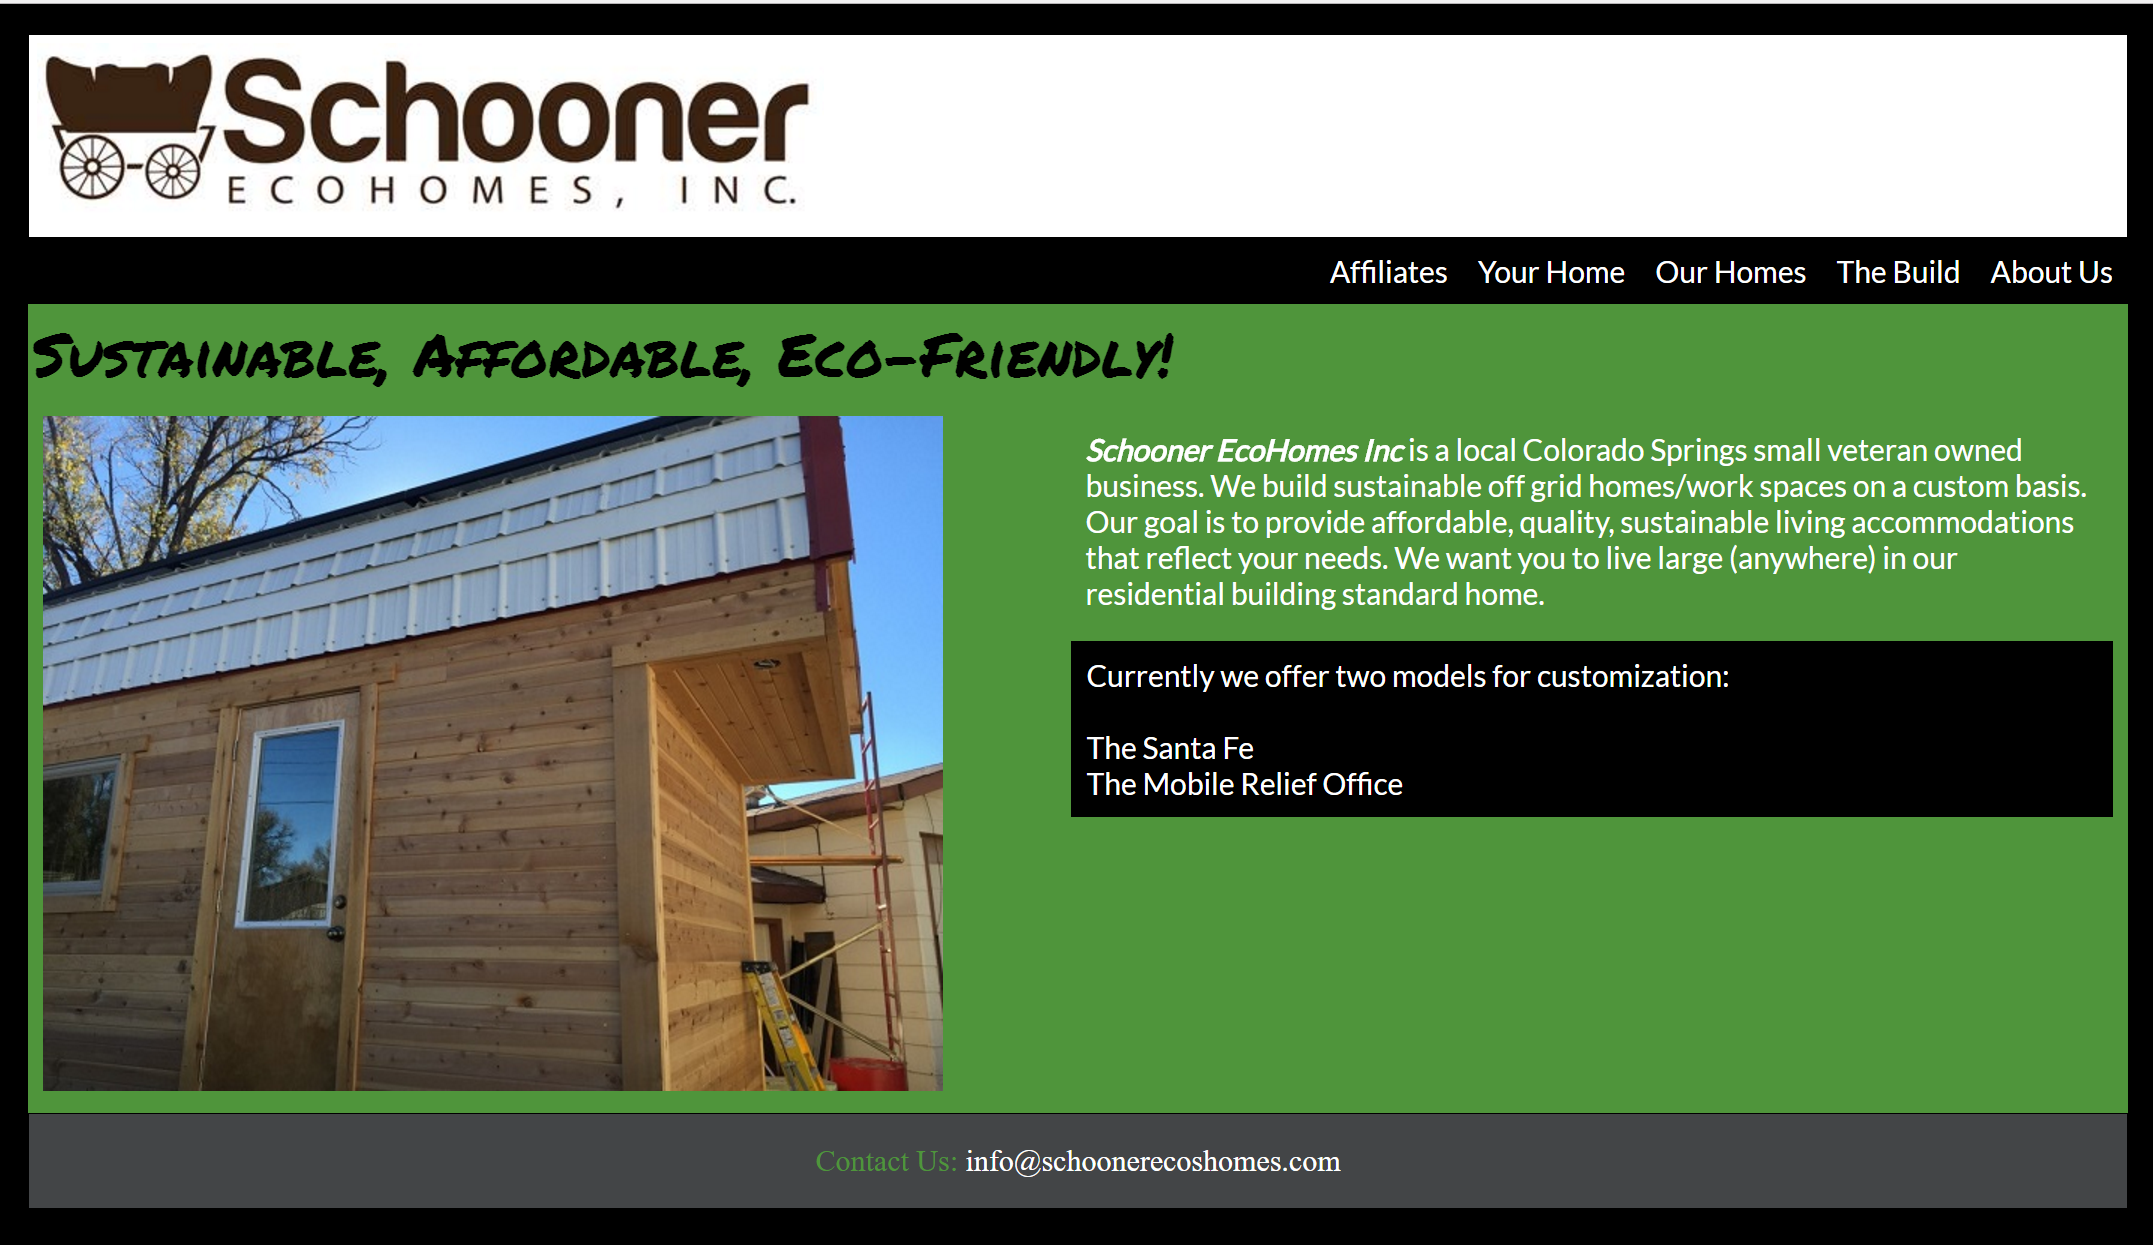 Schooner
ECOHOMES, INC.
Affiliates Your Home Our Homes The Build About Us
Sustainable, Affordable, Eco-Friendly!
Schooner EcoHomes Inc is a local Colorado Springs small veteran owned
business. We build sustainable off grid homes/work spaces on a custom basis.
Our goal is to provide affordable, quality, sustainable living accommodations
that reflect your needs. We want you to live large (anywhere) in our
residential building standard home.
Currently we offer two models for customization:
The Santa Fe
The Mobile Relief Office
Contact Us: info@schoonerecoshomes.com